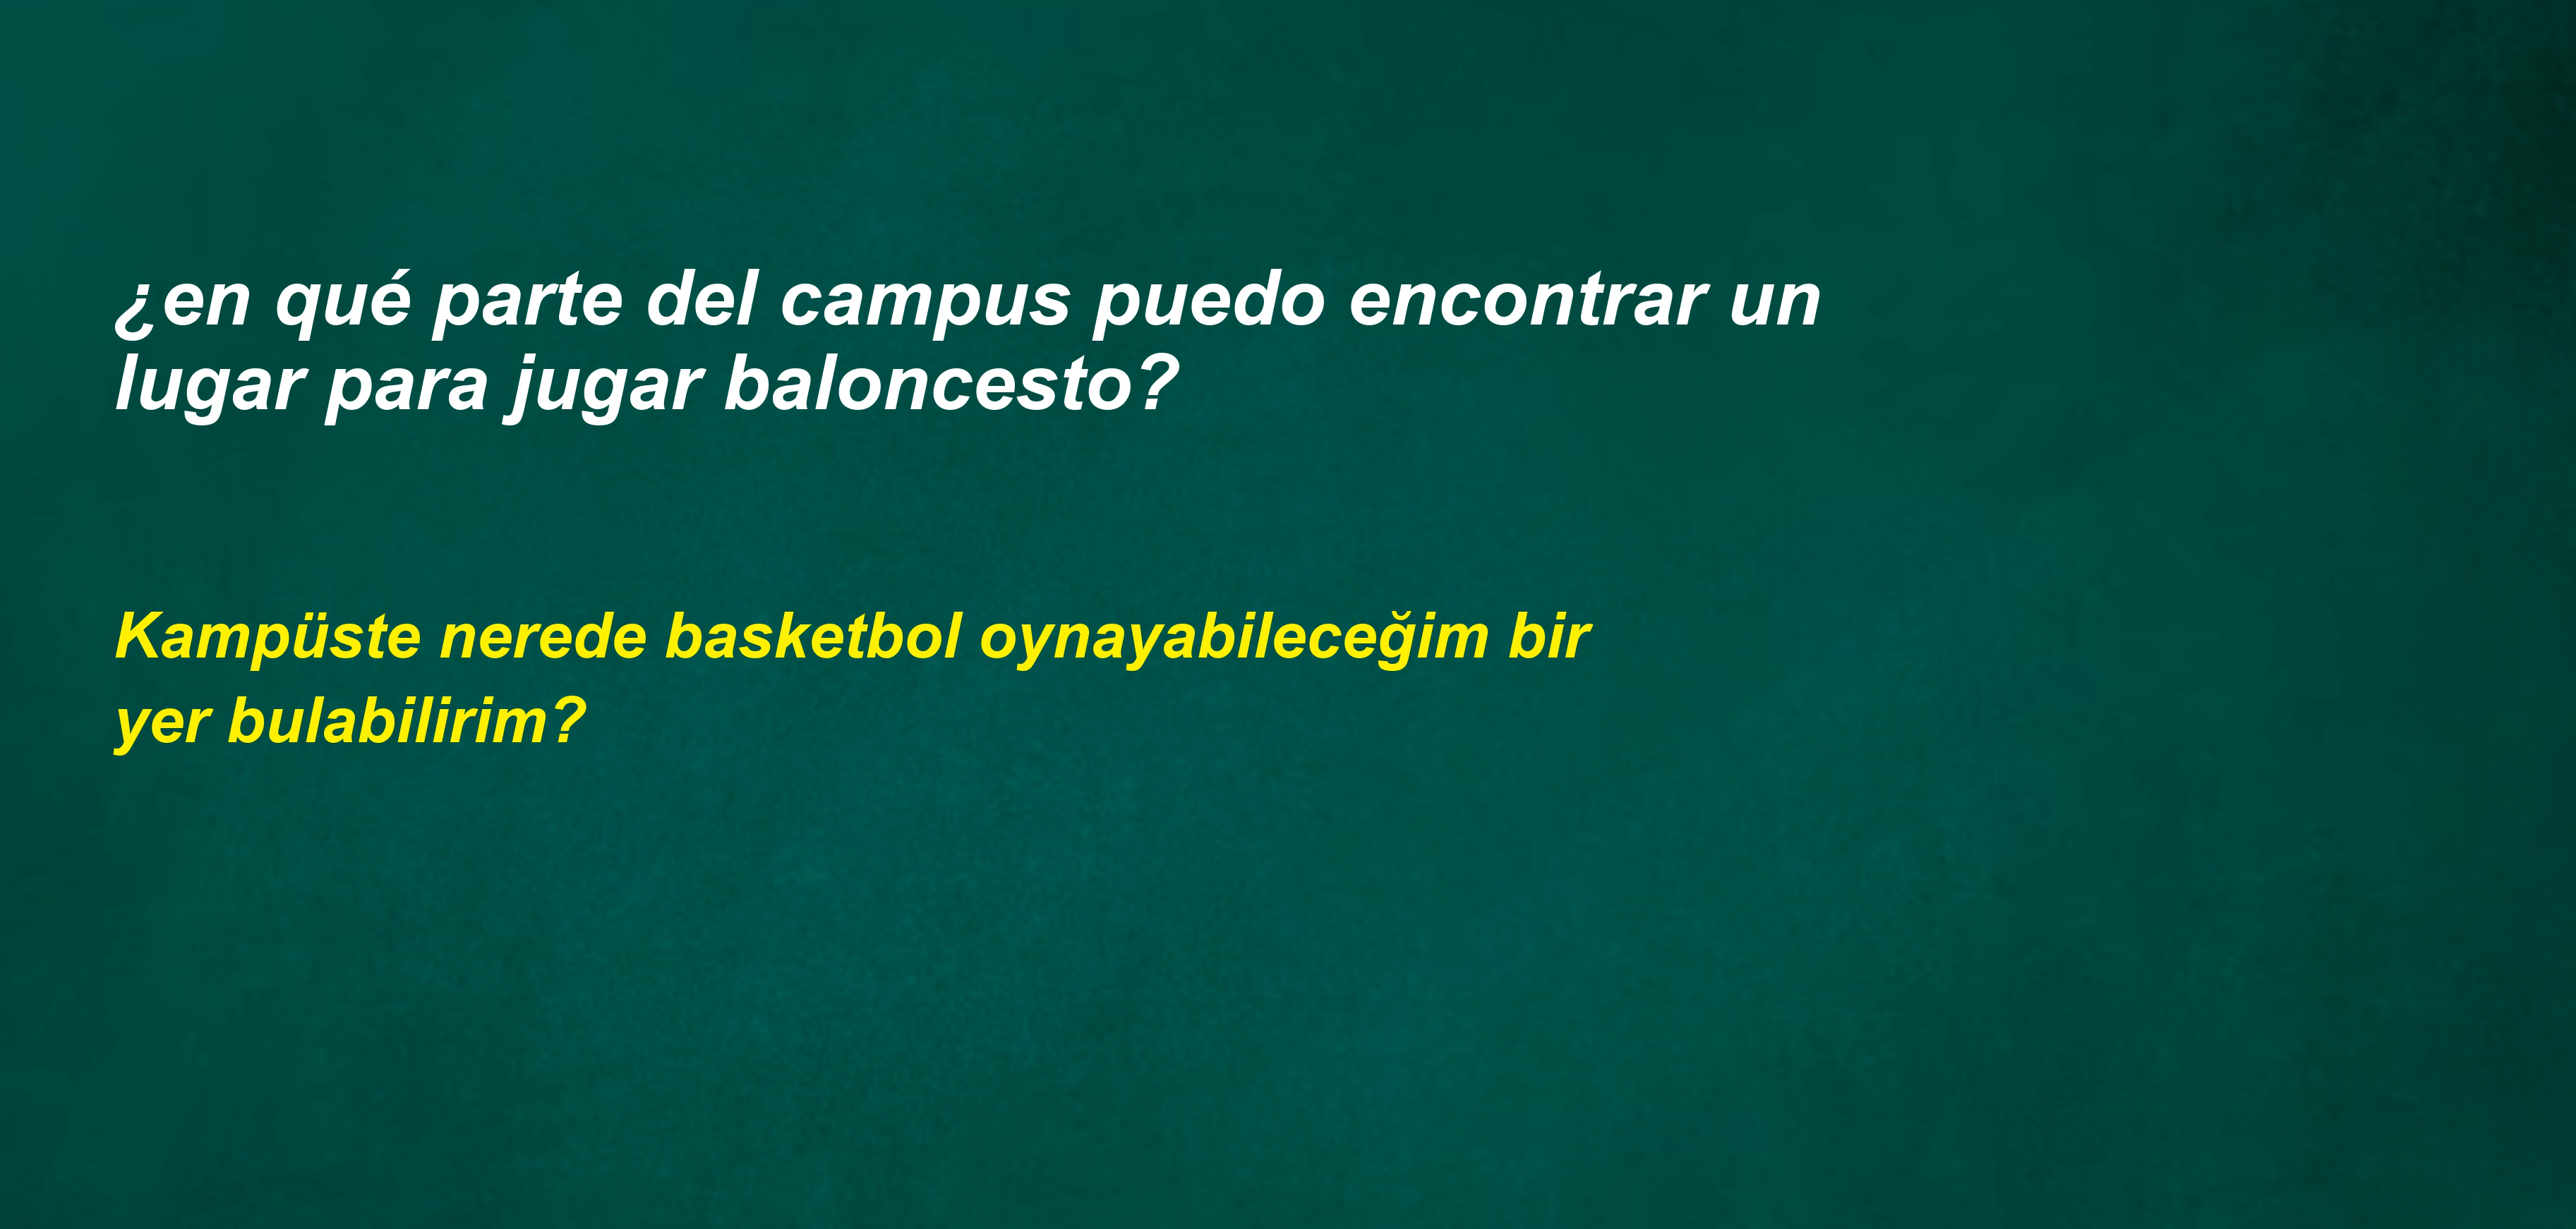 ¿en qué parte del campus puedo encontrar un
lugar para jugar baloncesto?
Kampüste nerede basketbol oynayabileceğim bir
yer bulabilirim?